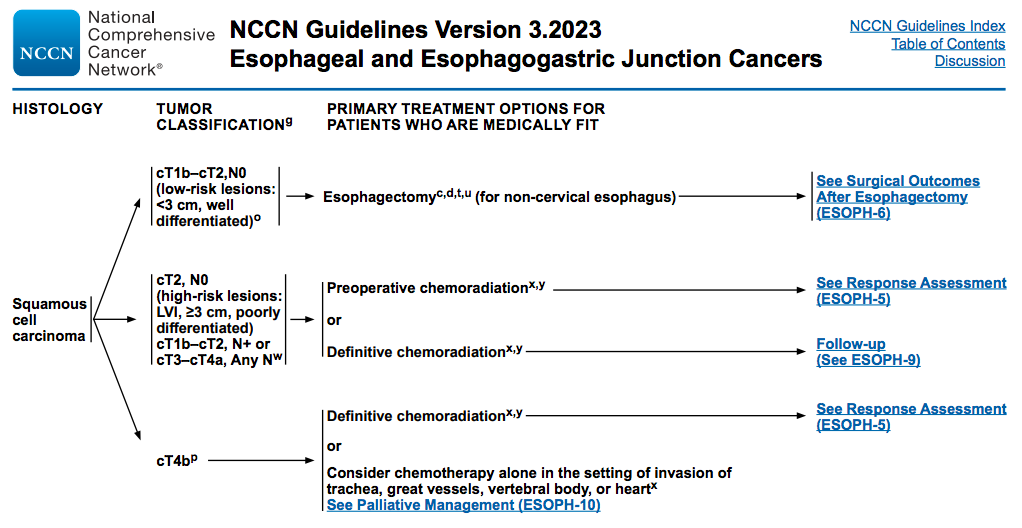 NCCN
National
Comprehensive
Cancer
Network®
NCCN Guidelines Version 3.2023
Esophageal and Esophagogastric Junction Cancers
NCCN Guidelines Index
Table of Contents
Discussion
HISTOLOGY
TUMOR
CLASSIFICATIONg
PRIMARY TREATMENT OPTIONS FOR
PATIENTS WHO ARE MEDICALLY FIT
Squamous
cell
carcinoma
cT1b–cT2,N0
(low-risk lesions:
<3 cm, well
differentiated)o
Esophagectomyc,d,t,u (for non-cervical esophagus)
See Surgical Outcomes
After Esophagectomy
(ESOPH-6)
cT2, N0
(high-risk lesions:
LVI, ≥3 cm, poorly
differentiated)
cT1b–cT2, N+ or
cT3–cT4a, Any Nw
Preoperative chemoradiationx,y
See Response Assessment
(ESOPH-5)
or
Definitive chemoradiationx,y
Follow-up
(See ESOPH-9)
cT4bp
Definitive chemoradiationx,y
See Response Assessment
(ESOPH-5)
or
Consider chemotherapy alone in the setting of invasion of
trachea, great vessels, vertebral body, or heartx
See Palliative Management (ESOPH-10)